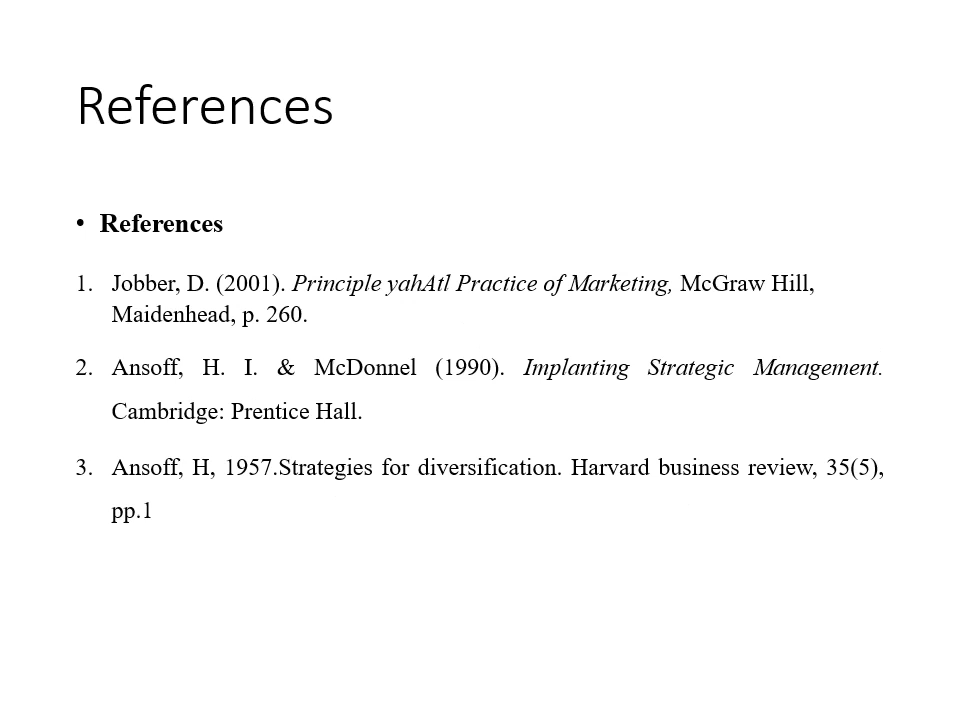 References
• References
1. Jobber, D. (2001). Principle yahAtl Practice of Marketing, McGraw Hill,
Maidenhead, p. 260.
2. Ansoff, H. I. & McDonnel (1990). Implanting Strategic Management.
Cambridge: Prentice Hall.
3. Ansoff, H, 1957.Strategies for diversification. Harvard business review, 35(5),
pp.1